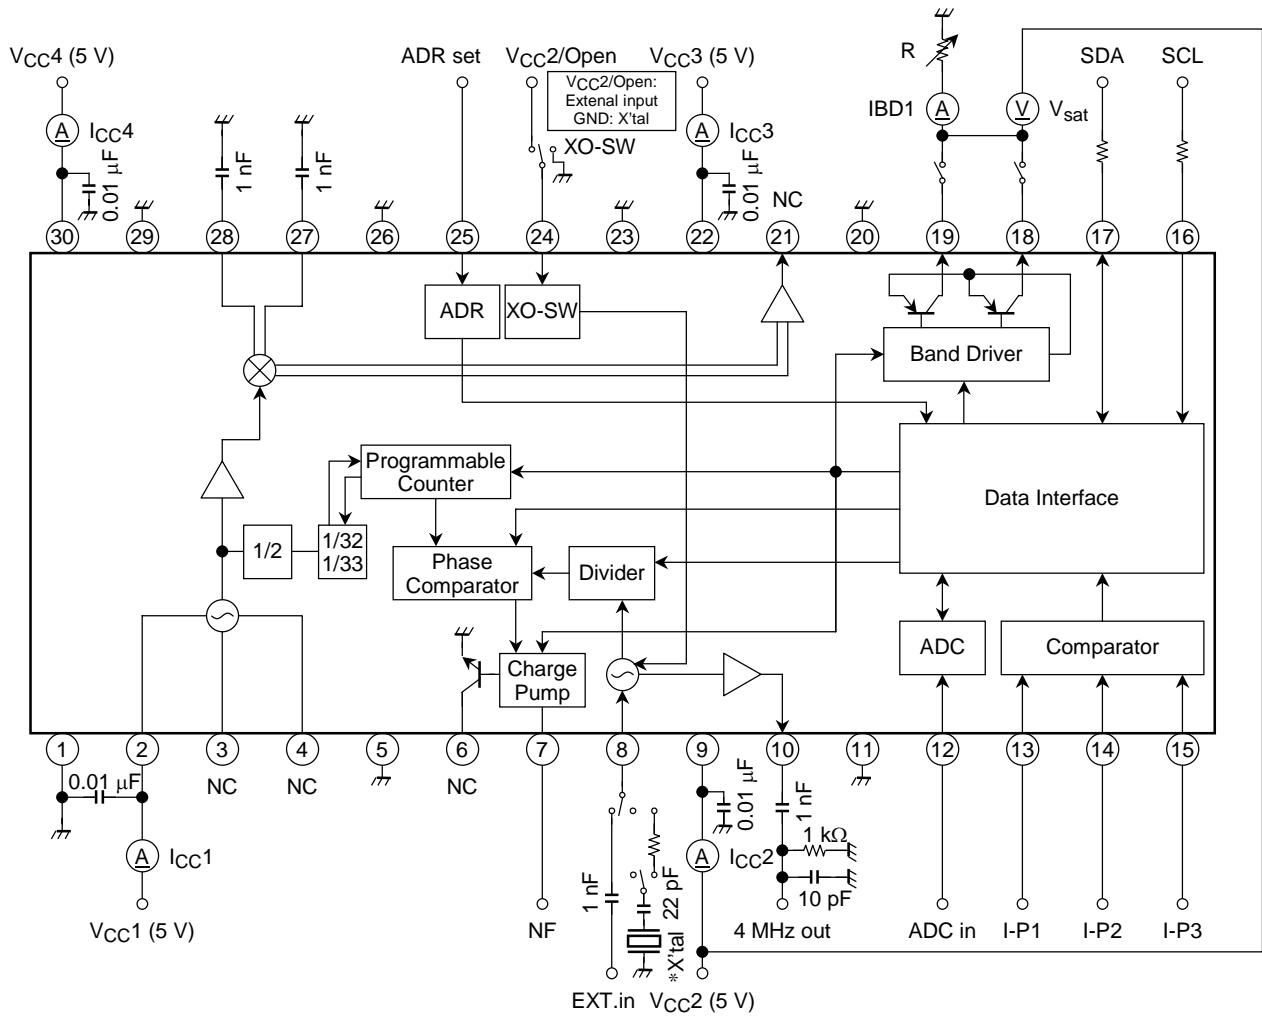 VCC4 (5 V)
ADR set
VCC2/Open
VCC3 (5 V)
R
SDA
SCL
VCC2/Open:
Extenal input
GND: X'tal
A
ICC4
A
ICC3
IBD1
A
V
Vsat
XO-SW
0.01 μF
1 nF
1 nF
0.01 μF
NC
30
29
28
27
26
25
24
23
22
21
20
19
18
17
16
ADR
XO-SW
Band Driver
Programmable
Counter
Data Interface
1/2
1/32
1/33
Phase
Comparator
Divider
ADC
Comparator
Charge
Pump
1
2
3
4
5
6
7
8
9
10
11
12
13
14
15
0.01 μF
NC
NC
NC
0.01 μF
1 nF
1 kΩ
A
ICC1
A
ICC2
1 nF
22 pF
10 pF
VCC1 (5 V)
NF
*X'tal
4 MHz out
ADC in
I-P1
I-P2
I-P3
EXT.in
VCC2 (5 V)